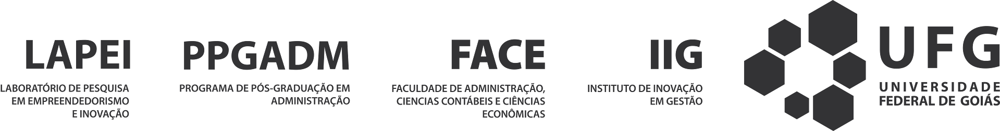 LAPEI
LABORATÓRIO DE PESQUISA
EM EMPREENDEDORISMO
E INOVAÇÃO
PPGADM
PROGRAMA DE PÓS-GRADUAÇÃO EM
ADMINISTRAÇÃO
FACE
FACULDADE DE ADMINISTRAÇÃO,
CIENCIAS CONTÁBEIS E CIÊNCIAS
ECONÔMICAS
IIG
INSTITUTO DE INOVAÇÃO
EM GESTÃO
UFG
UNIVERSIDADE
FEDERAL DE GOIÁS